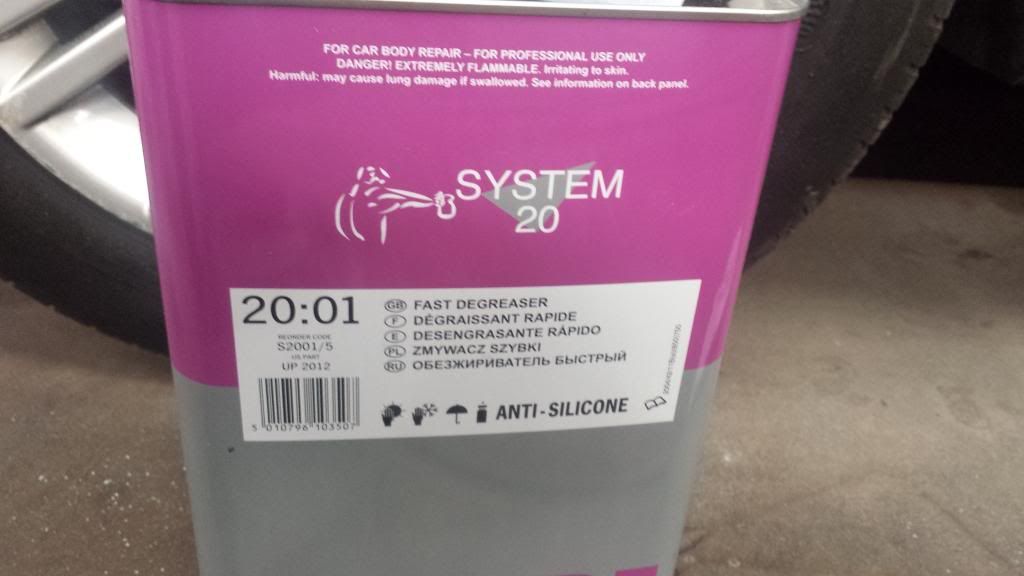 FOR CAR BODY REPAIR – FOR PROFESSIONAL USE ONLY
DANGER! EXTREMELY FLAMMABLE. Irritating to skin.
Harmful: may cause lung damage if swallowed. See information on back panel.
SYSTEM
20
20:01
REORDER CODE
S2001/5
US PART
UP 2012
5 010796 103507
GB FAST DEGREASER
F DÉGRAISSANT RAPIDE
E DESENGRASANTE RÁPIDO
PL ZMYWACZ SZYBKI
RU ОБЕЗЖИРИВАТЕЛЬ БЫСТРЫЙ
ANTI-SILICONE